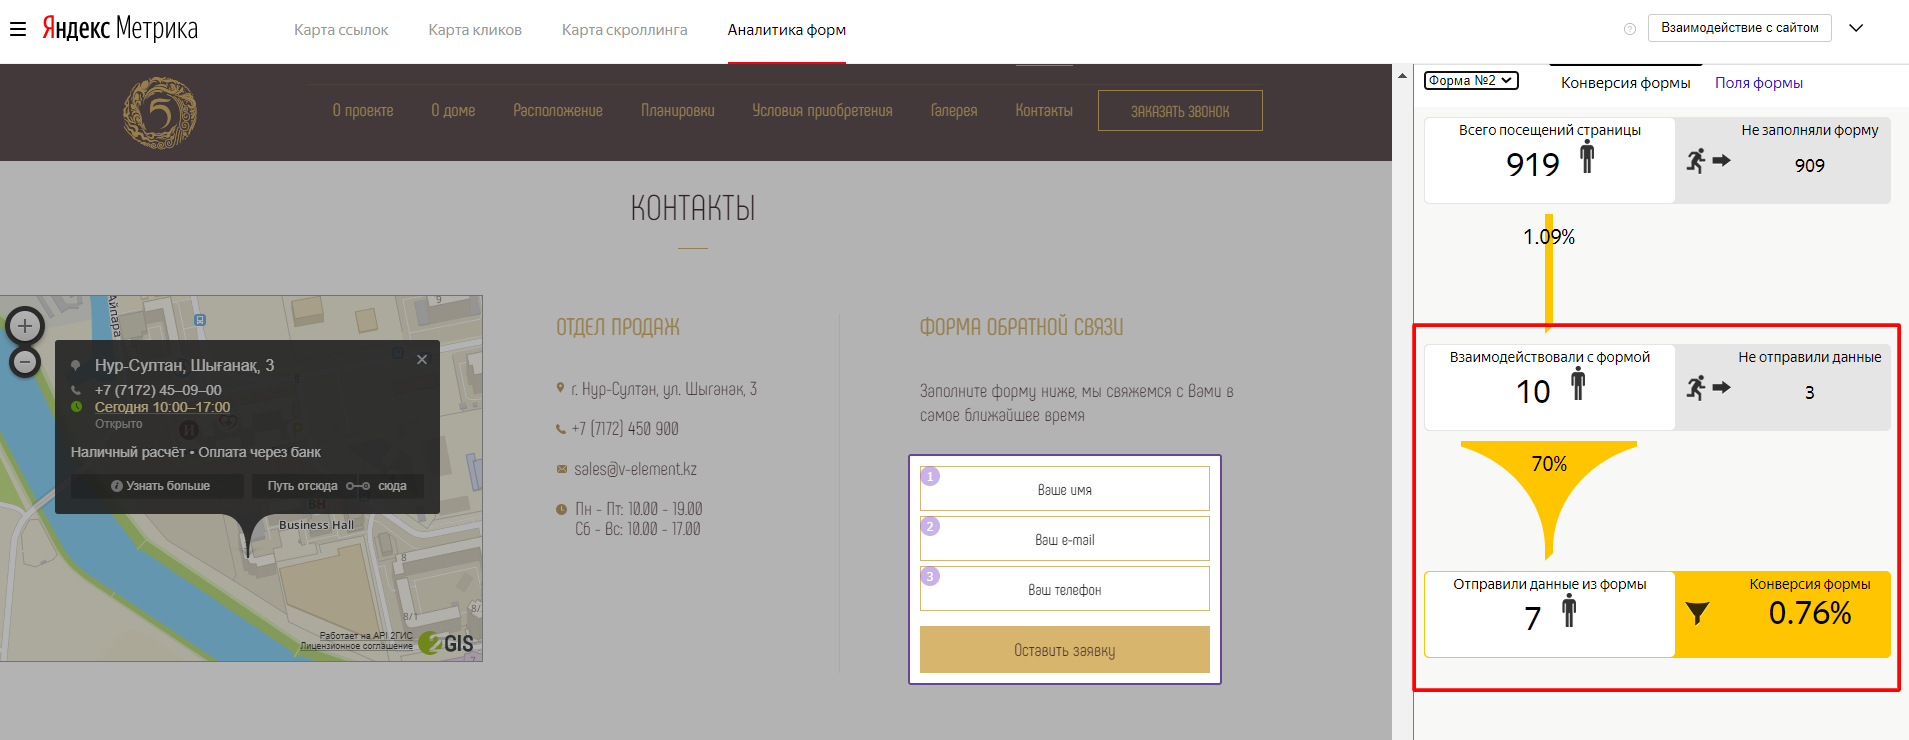 Яндекс Метрика
Карта ссылок
Карта кликов
Карта скроллинга
Аналитика форм
Взаимодействие с сайтом
5
О проекте
О доме
Расположение
Планировки
Условия приобретения
Галерея
Контакты
ЗАКАЗАТЬ ЗВОНОК
Форма №2
Конверсия формы
Поля формы
Всего посещений страницы
919
Не заполняли форму
909
1.09%
Взаимодействовали с формой
10
Не отправили данные
3
70%
Отправили данные из формы
7
Конверсия формы
0.76%
КОНТАКТЫ
Айпара
9
Нур-Султан, Шығанақ, 3
+7 (7172) 45‒09‒00
Сегодня 10:00–17:00
Открыто
Наличный расчёт • Оплата через банк
Узнать больше
Путь отсюда
сюда
Business Hall
8/1
8/
Работает на API 2ГИС
Лицензионное соглашение
2GIS
ОТДЕЛ ПРОДАЖ
г. Нур-Султан, ул. Шыганак, 3
+7 (7172) 450 900
sales@v-element.kz
Пн - Пт: 10.00 - 19.00
Сб - Вс: 10.00 - 17.00
ФОРМА ОБРАТНОЙ СВЯЗИ
Заполните форму ниже, мы свяжемся с Вами в
самое ближайшее время
1
Ваше имя
2
Ваш e-mail
3
Ваш телефон
Оставить заявку